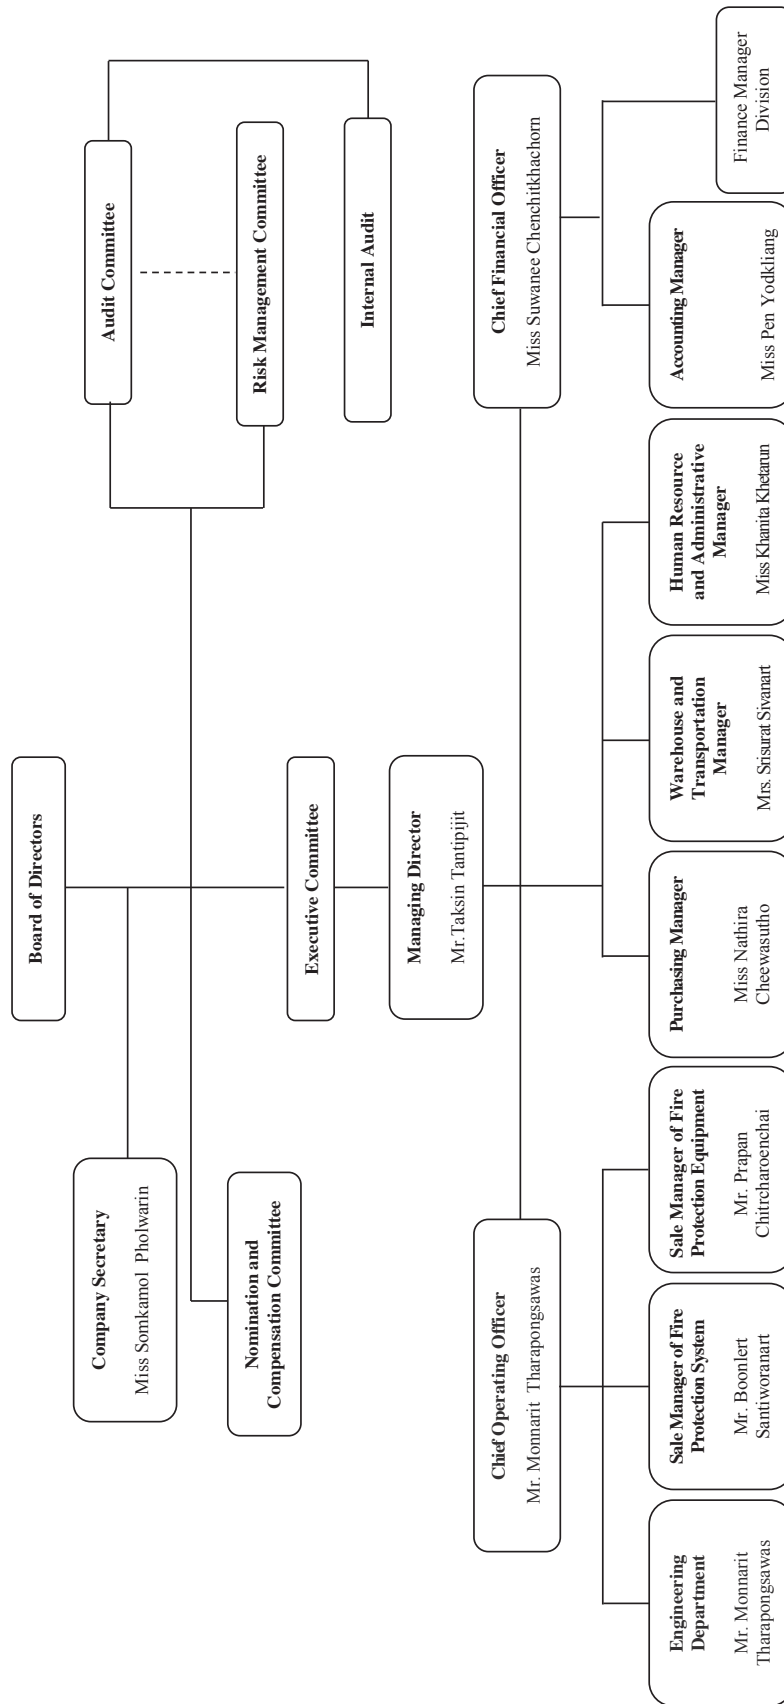 Board of Directors
Company Secretary
Miss Somkamol Pholwarin
Audit Committee
Nomination and
Compensation Committee
Risk Management Committee
Executive Committee
Internal Audit
Managing Director
Mr.Taksin Tantipijit
Chief Operating Officer
Mr. Monnarit Tharapongsawas
Chief Financial Officer
Miss Suwanee Chenchitkhachorn
Engineering
Department
Mr. Monnarit
Tharapongsawas
Sale Manager of Fire
Protection System
Mr. Boonlert
Santiworanart
Sale Manager of Fire
Protection Equipment
Mr. Prapan
Chitrcharoenchai
Purchasing Manager
Miss Nathira
Cheewasutho
Warehouse and
Transportation
Manager
Mrs. Srisurat Sivanart
Human Resource
and Administrative
Manager
Miss Khanita Khetarun
Accounting Manager
Miss Pen Yodkliang
Finance Manager
Division